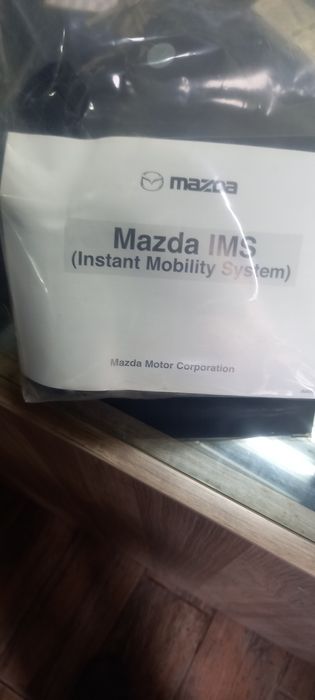 mazda
Mazda IMS
(Instant Mobility System)
Mazda Motor Corporation